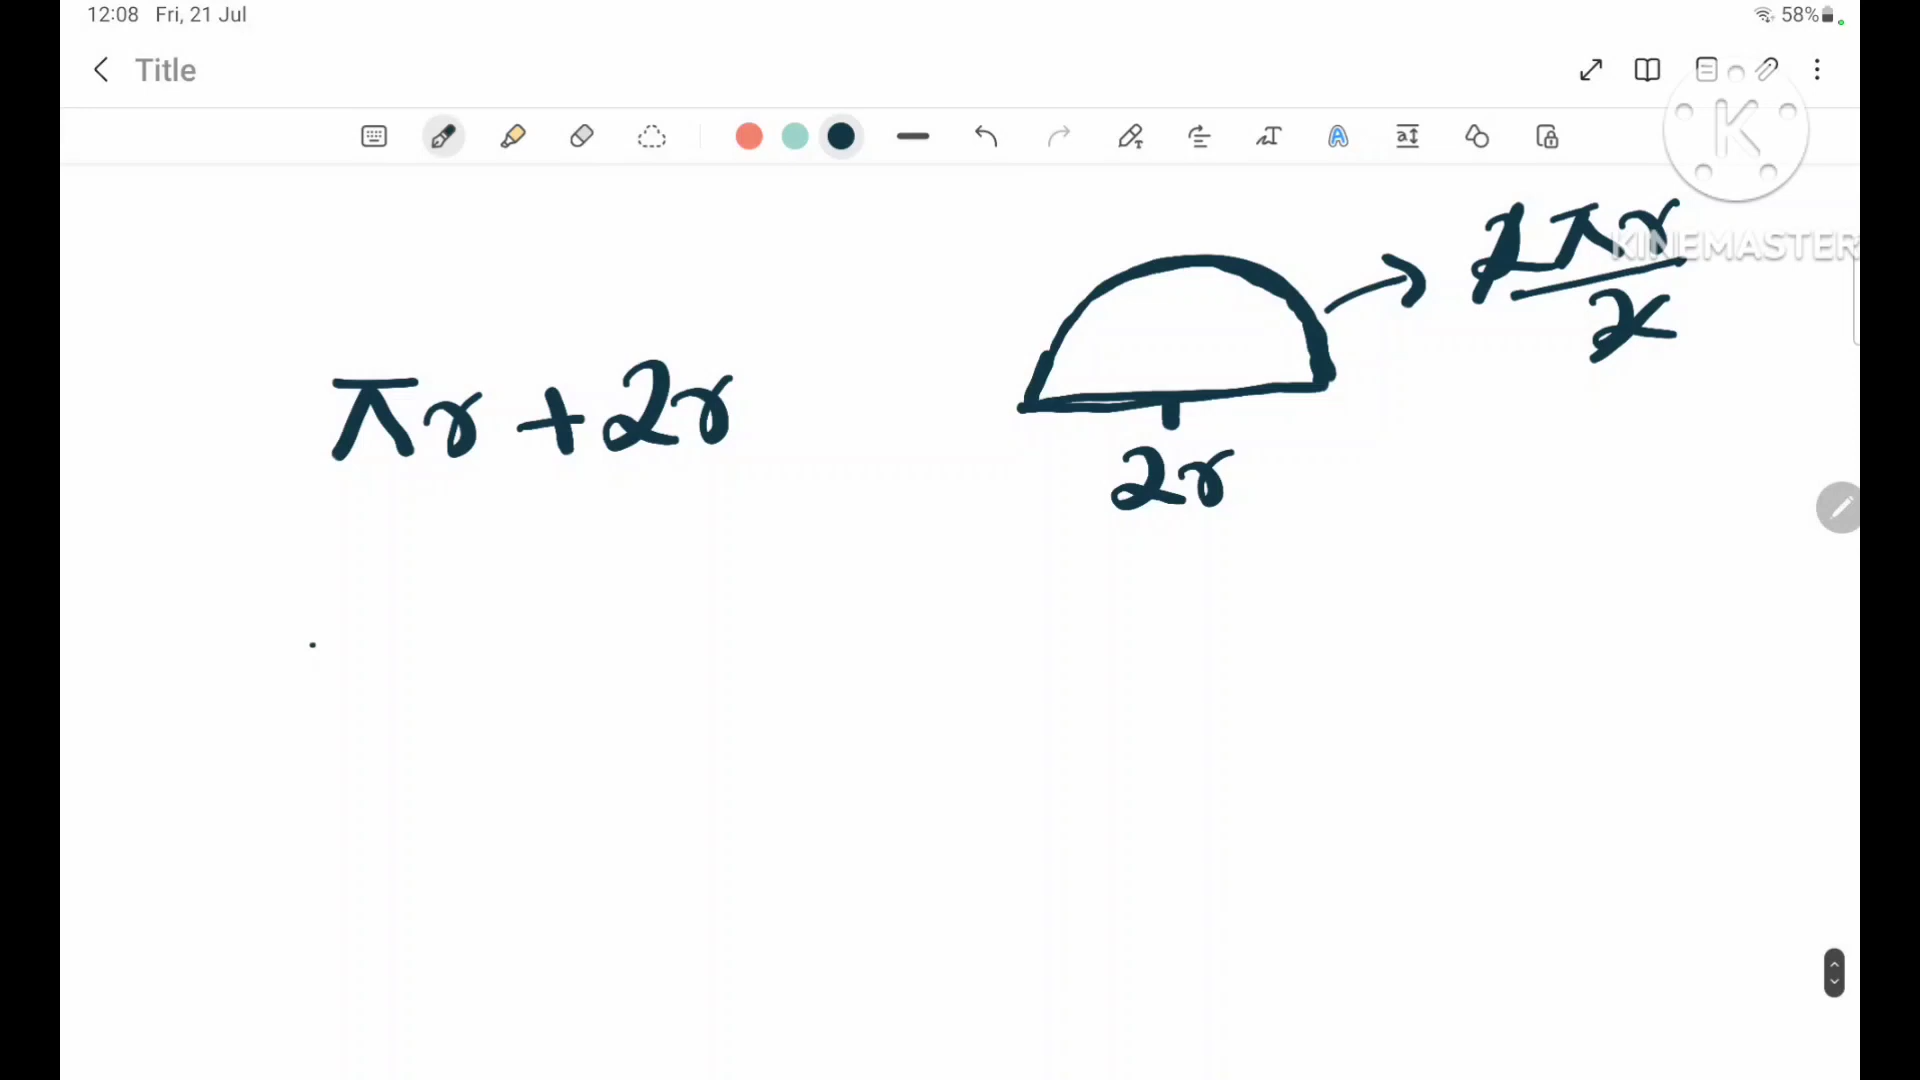 12:08 Fri, 21 Jul
58%
Title
K
KINEMASTER
2πr
2
πr + 2r
2r